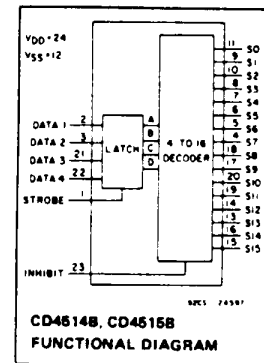 VDD = 24
VSS = 12
DATA 1 2
DATA 2 3
DATA 3 21
DATA 4 22
STROBE 1
INHIBIT 23
LATCH
A
B
C
D
4 TO 16
DECODER
11 S0
9 S1
10 S2
8 S3
7 S4
6 S5
5 S6
4 S7
18 S8
17 S9
20 S10
19 S11
14 S12
13 S13
16 S14
15 S15
92CS-24597
CD4514B, CD4515B
FUNCTIONAL DIAGRAM